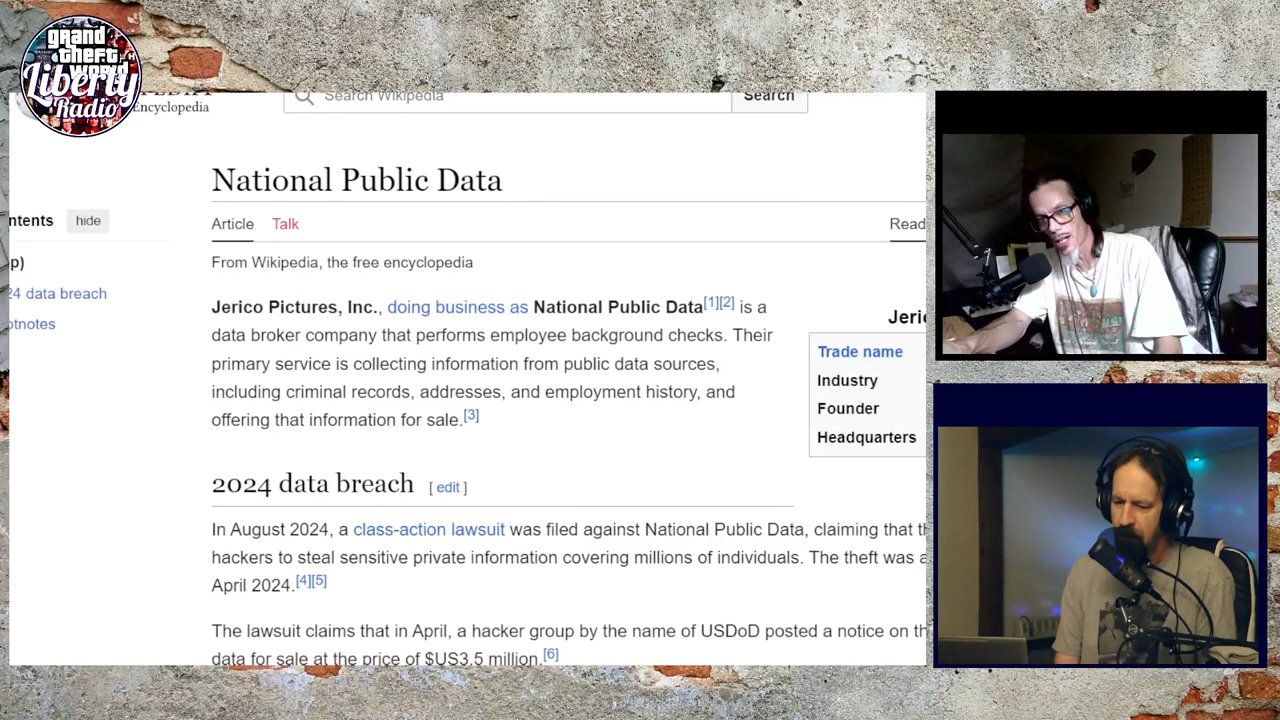 grand
theft
world
Liberty
Radio
Encyclopedia
Search Wikipedia
Search
National Public Data
ntents hide
Article Talk
Read
From Wikipedia, the free encyclopedia
p)
24 data breach
otnotes
Jerico Pictures, Inc., doing business as National Public Data[1][2] is a
data broker company that performs employee background checks. Their
primary service is collecting information from public data sources,
including criminal records, addresses, and employment history, and
offering that information for sale.[3]
Jeric
Trade name
Industry
Founder
Headquarters
2024 data breach [ edit ]
In August 2024, a class-action lawsuit was filed against National Public Data, claiming that th
hackers to steal sensitive private information covering millions of individuals. The theft was a
April 2024.[4][5]
The lawsuit claims that in April, a hacker group by the name of USDoD posted a notice on th
data for sale at the price of $US3.5 million.[6]